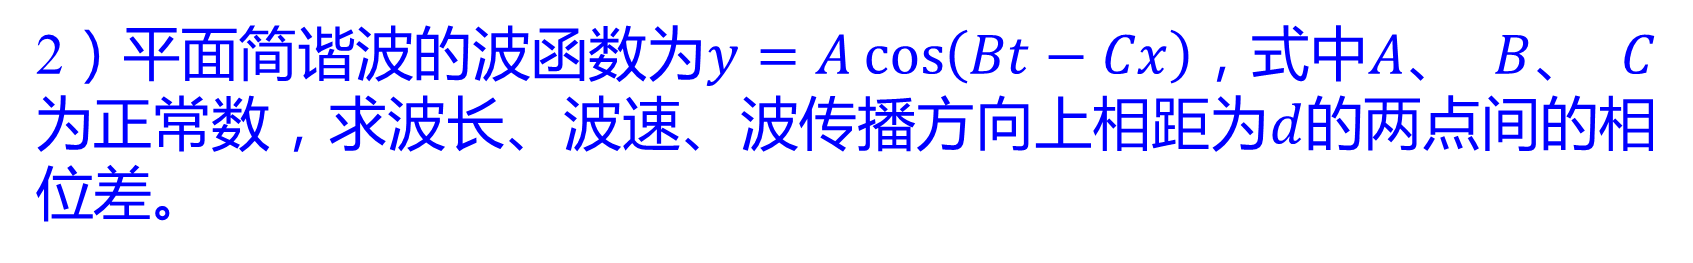 2）平面简谐波的波函数为y = A cos(Bt − Cx)，式中A、 B、 C
为正常数，求波长、波速、波传播方向上相距为d的两点间的相
位差。